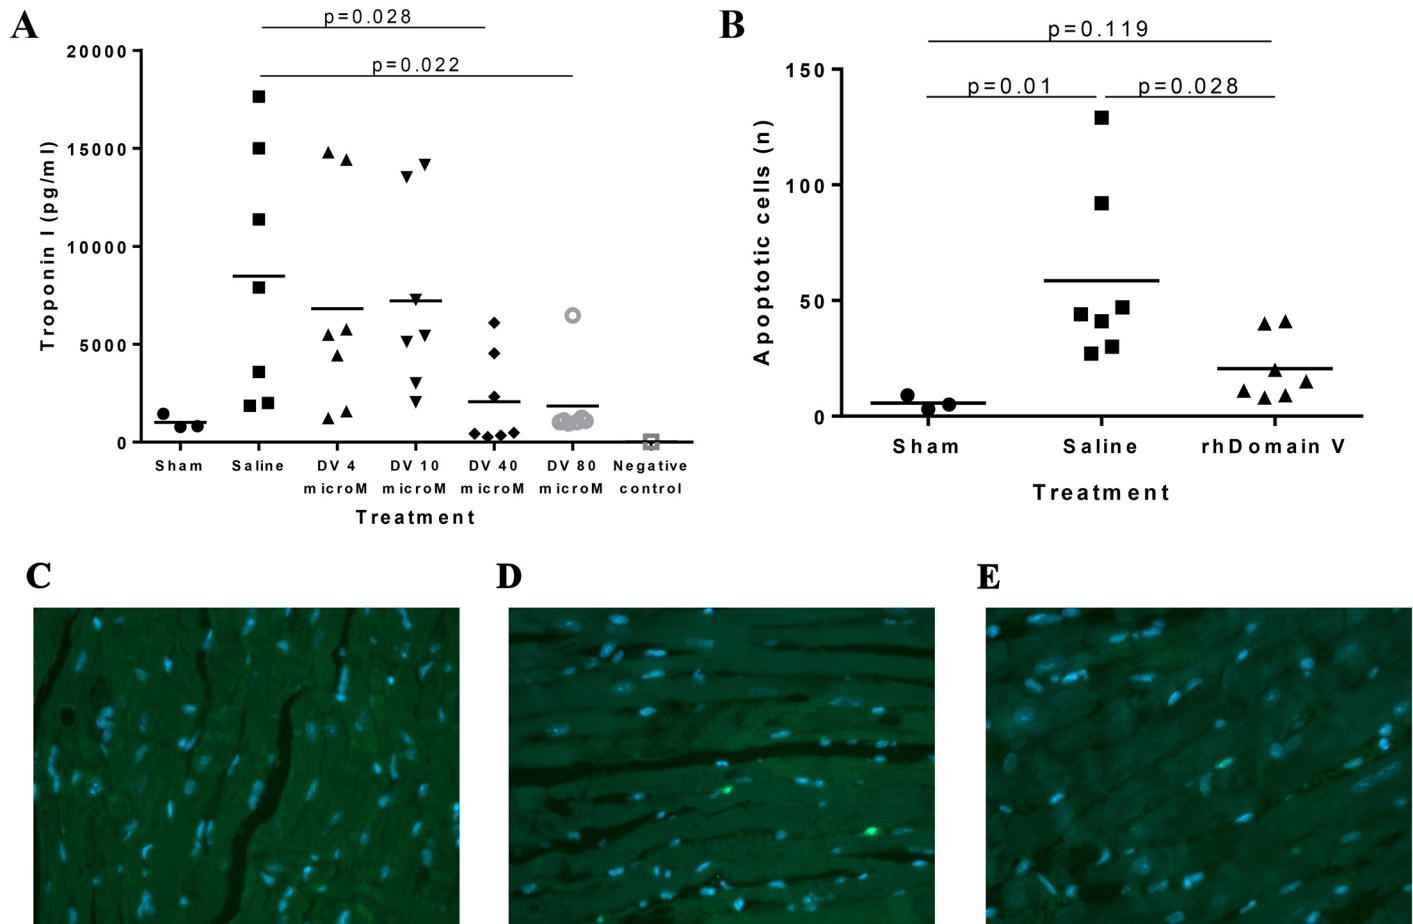 A
p=0.028
p=0.022
20000
15000
10000
5000
0
Troponin I (pg/ml)
Sham
Saline
DV 4 microM
DV 10 microM
DV 40 microM
DV 80 microM
Negative control
Treatment
B
p=0.119
p=0.01
p=0.028
150
100
50
0
Apoptotic cells (n)
Sham
Saline
rhDomain V
Treatment
C
D
E